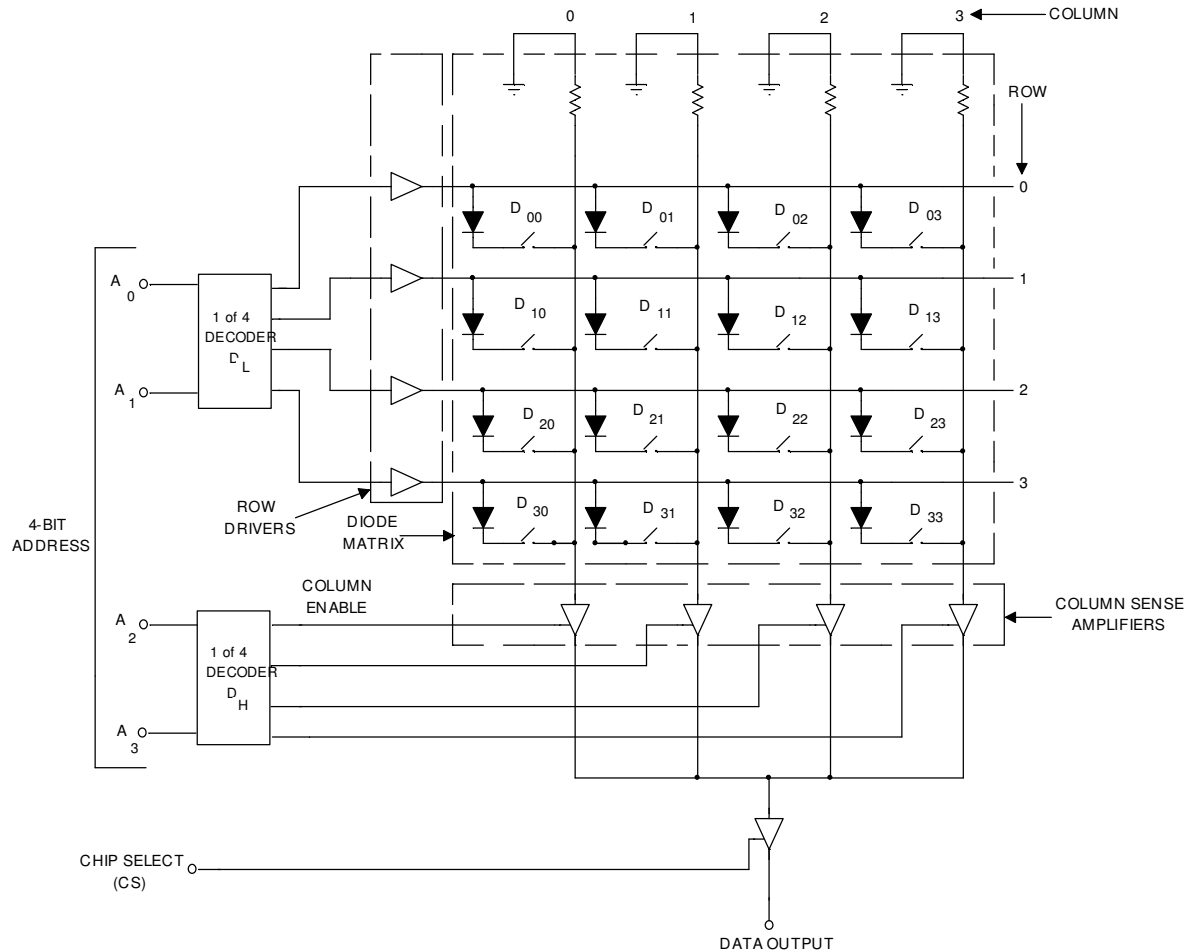 0 1 2 3 COLUMN
ROW
0
D 00 D 01 D 02 D 03
1
A 0
1 of 4
DECODER
D L
A 1
D 10 D 11 D 12 D 13
2
D 20 D 21 D 22 D 23
3
D 30 D 31 D 32 D 33
ROW
DRIVERS
DIODE
MATRIX
4-BIT
ADDRESS
COLUMN
ENABLE
COLUMN SENSE
AMPLIFIERS
A 2
1 of 4
DECODER
D H
A 3
CHIP SELECT
(CS)
DATA OUTPUT